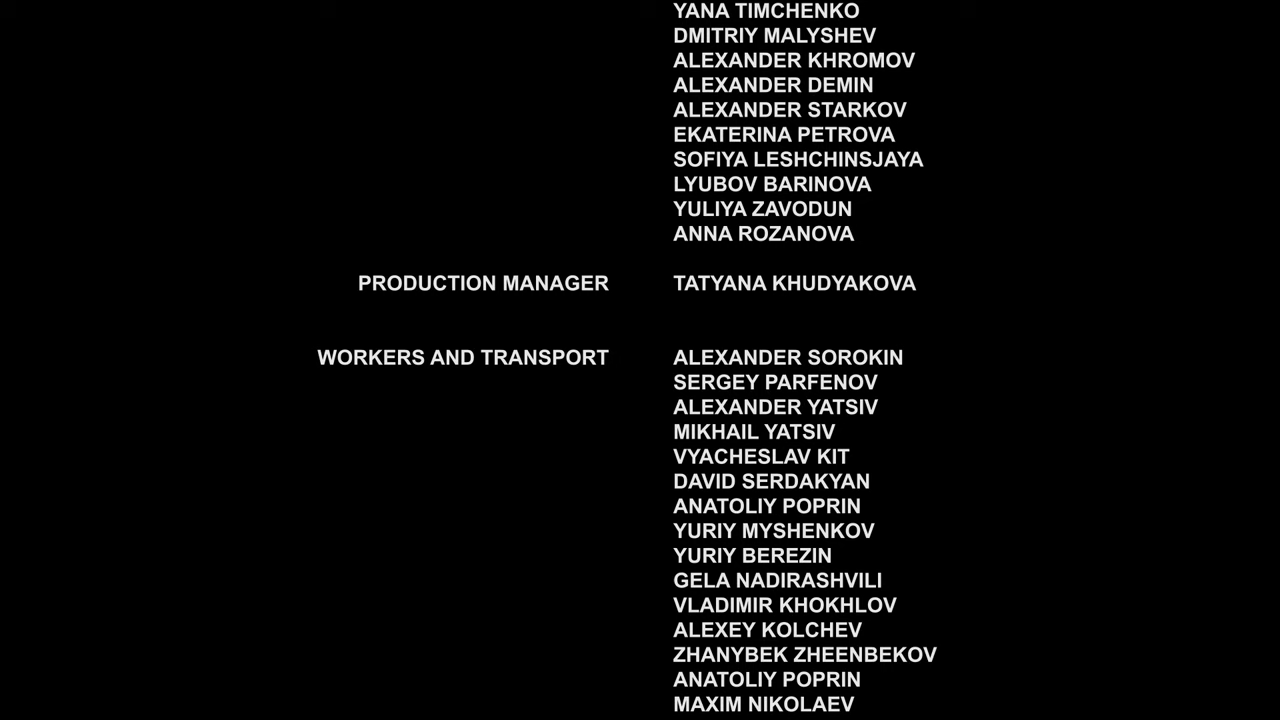 YANA TIMCHENKO
DMITRIY MALYSHEV
ALEXANDER KHROMOV
ALEXANDER DEMIN
ALEXANDER STARKOV
EKATERINA PETROVA
SOFIYA LESHCHINSJAYA
LYUBOV BARINOVA
YULIYA ZAVODUN
ANNA ROZANOVA
PRODUCTION MANAGER TATYANA KHUDYAKOVA
WORKERS AND TRANSPORT ALEXANDER SOROKIN
SERGEY PARFENOV
ALEXANDER YATSIV
MIKHAIL YATSIV
VYACHESLAV KIT
DAVID SERDAKYAN
ANATOLIY POPRIN
YURIY MYSHENKOV
YURIY BEREZIN
GELA NADIRASHVILI
VLADIMIR KHOKHLOV
ALEXEY KOLCHEV
ZHANYBEK ZHEENBEKOV
ANATOLIY POPRIN
MAXIM NIKOLAEV